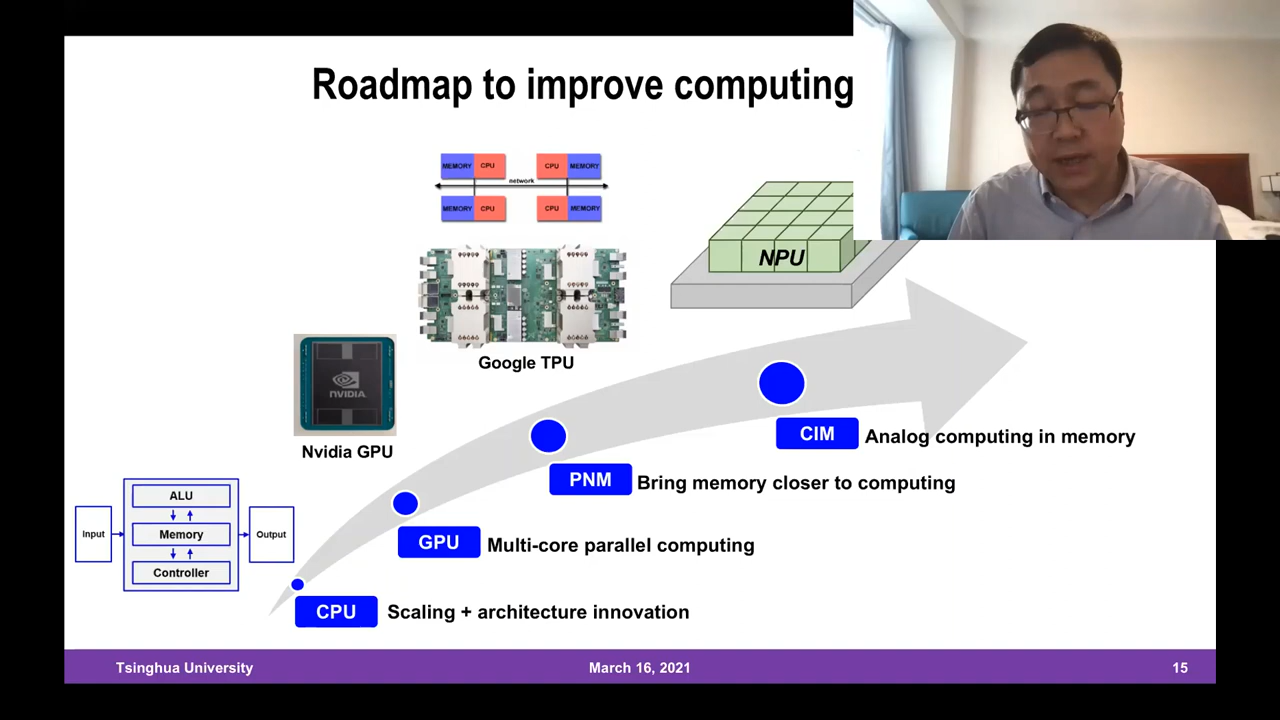 Roadmap to improve computing
MEMORY CPU
CPU MEMORY
network
MEMORY CPU
CPU MEMORY
NPU
Google TPU
NVIDIA
Nvidia GPU
CIM Analog computing in memory
PNM Bring memory closer to computing
GPU Multi-core parallel computing
CPU Scaling + architecture innovation
Input
ALU
Memory
Controller
Output
Tsinghua University
March 16, 2021
15